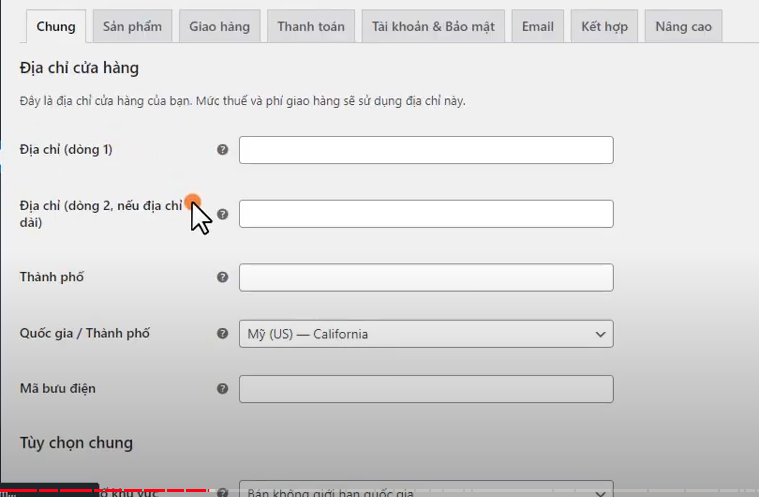 Chung Sản phẩm Giao hàng Thanh toán Tài khoản & Bảo mật Email Kết hợp Nâng cao
Địa chỉ cửa hàng
Đây là địa chỉ cửa hàng của bạn. Mức thuế và phí giao hàng sẽ sử dụng địa chỉ này.
Địa chỉ (dòng 1)
Địa chỉ (dòng 2, nếu địa chỉ
dài)
Thành phố
Quốc gia / Thành phố Mỹ (US) — California
Mã bưu điện
Tùy chọn chung
khu vực Bán không giới hạn quốc gia